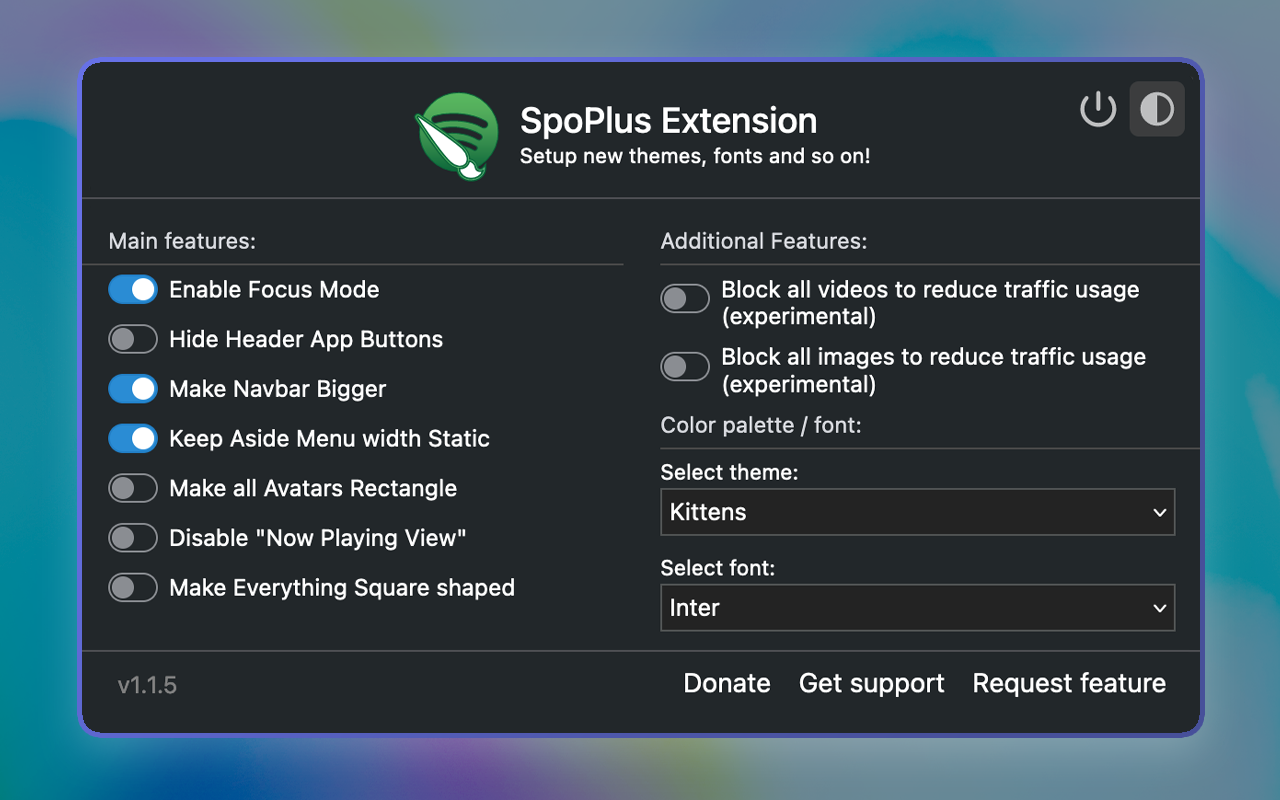 SpoPlus Extension
Setup new themes, fonts and so on!
Main features:
Enable Focus Mode
Hide Header App Buttons
Make Navbar Bigger
Keep Aside Menu width Static
Make all Avatars Rectangle
Disable "Now Playing View"
Make Everything Square shaped
Additional Features:
Block all videos to reduce traffic usage
(experimental)
Block all images to reduce traffic usage
(experimental)
Color palette / font:
Select theme:
Kittens
Select font:
Inter
v1.1.5
Donate Get support Request feature